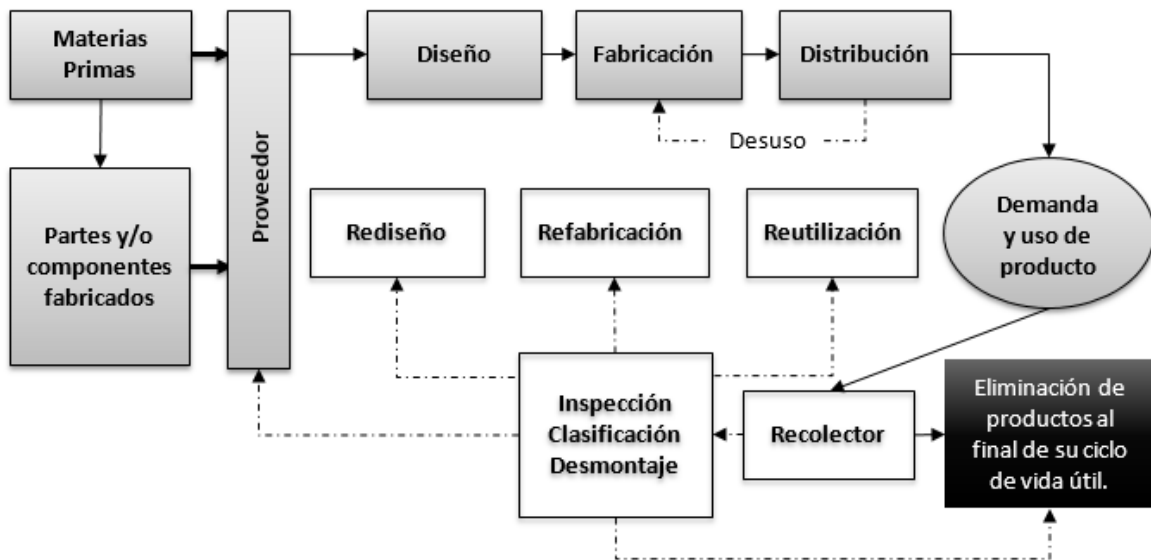 Materias
Primas
Proveedor
Diseño
Fabricación
Distribución
Desuso
Partes y/o
componentes
fabricados
Rediseño
Refabricación
Reutilización
Demanda
y uso de
producto
Inspección
Clasificación
Desmontaje
Recolector
Eliminación de
productos al
final de su ciclo
de vida útil.